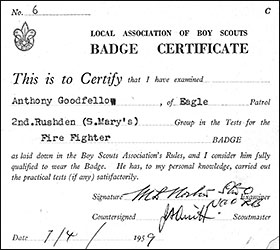 No. 6 C
LOCAL ASSOCIATION OF BOY SCOUTS
BADGE CERTIFICATE
This is to Certify that I have examined
Anthony Goodfellow, of Eagle Patrol
2nd.Rushden (S.Mary's) Group in the Tests for the
Fire Fighter BADGE
as laid down in the Boy Scouts Association's Rules, and I consider him fully
qualified to wear the Badge. He has, to my personal knowledge, carried out
the practical tests (if any) satisfactorily.
Signature
Countersigned Scoutmaster
Date 7/4/1959